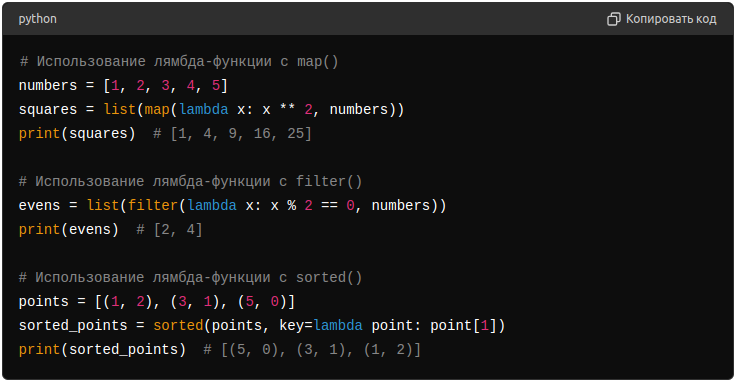 python
Копировать код
# Использование лямбда-функции с map()
numbers = [1, 2, 3, 4, 5]
squares = list(map(lambda x: x ** 2, numbers))
print(squares)  # [1, 4, 9, 16, 25]
# Использование лямбда-функции с filter()
evens = list(filter(lambda x: x % 2 == 0, numbers))
print(evens)  # [2, 4]
# Использование лямбда-функции с sorted()
points = [(1, 2), (3, 1), (5, 0)]
sorted_points = sorted(points, key=lambda point: point[1])
print(sorted_points)  # [(5, 0), (3, 1), (1, 2)]